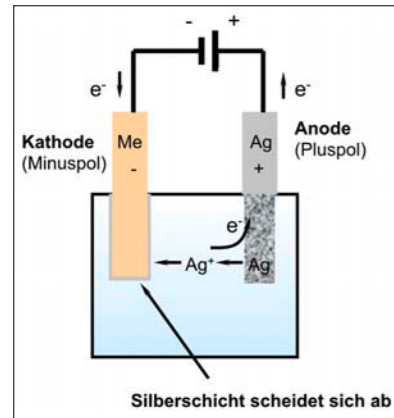 - +
e- e-
Kathode
(Minuspol)
Me
-
Ag
+
Anode
(Pluspol)
e-
Ag+ Ag
Silberschicht scheidet sich ab